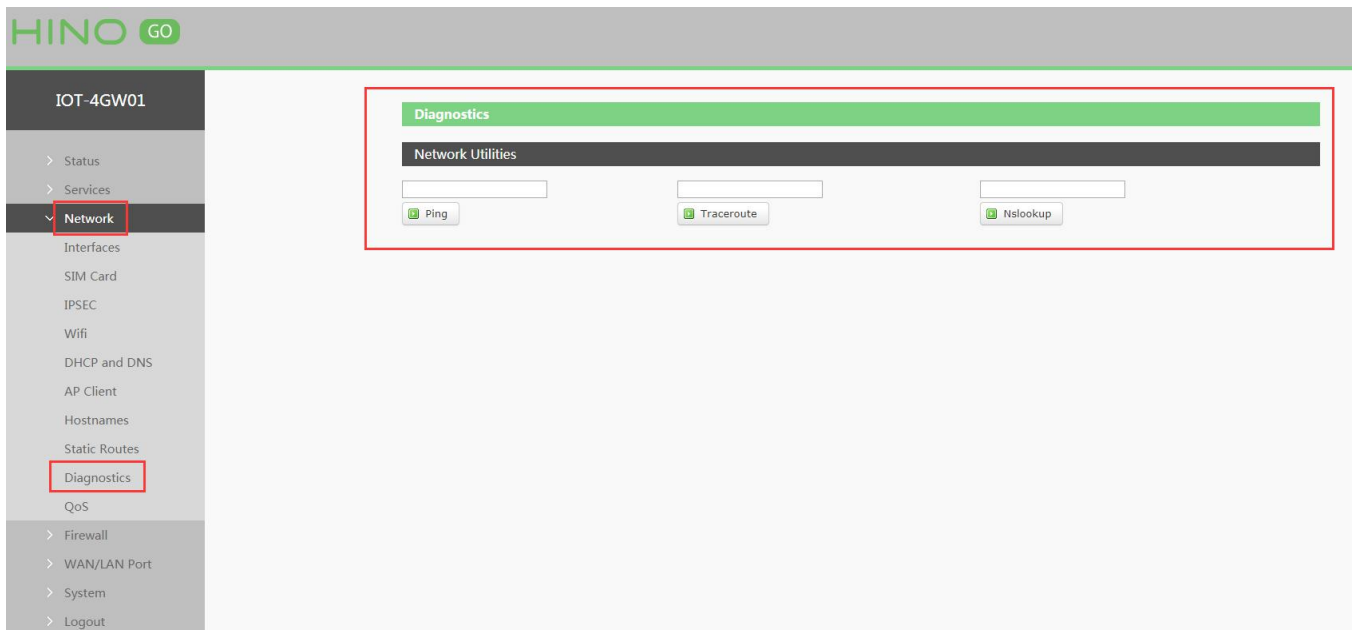 HINO GO
IOT-4GW01
Status
Services
Network
Interfaces
SIM Card
IPSEC
Wifi
DHCP and DNS
AP Client
Hostnames
Static Routes
Diagnostics
QoS
Firewall
WAN/LAN Port
System
Logout
Diagnostics
Network Utilities
Ping
Traceroute
Nslookup